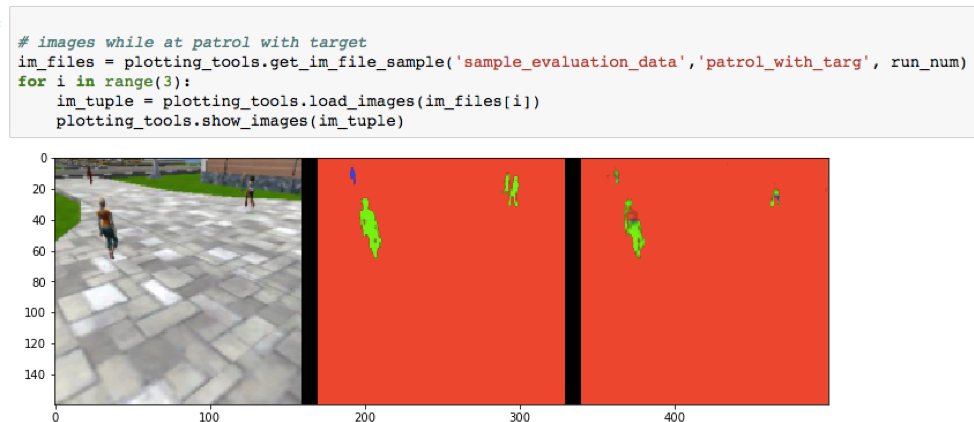 # images while at patrol with target
im_files = plotting_tools.get_im_file_sample('sample_evaluation_data','patrol_with_targ', run_num)
for i in range(3):
    im_tuple = plotting_tools.load_images(im_files[i])
    plotting_tools.show_images(im_tuple)
0
20
40
60
80
100
120
140
0 100 200 300 400